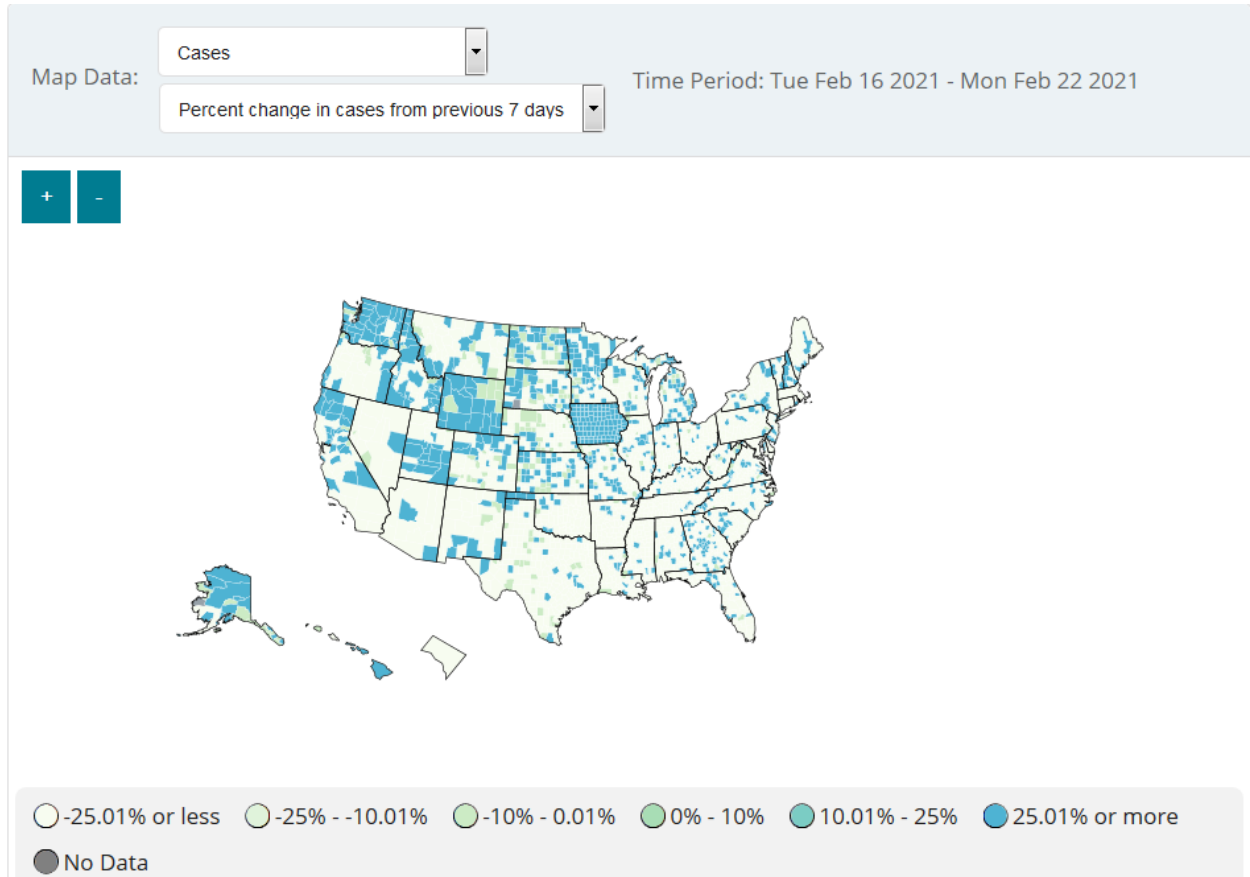 Map Data:
Cases
Percent change in cases from previous 7 days
Time Period: Tue Feb 16 2021 - Mon Feb 22 2021
+ -
-25.01% or less -25% - -10.01% -10% - 0.01% 0% - 10% 10.01% - 25% 25.01% or more
No Data